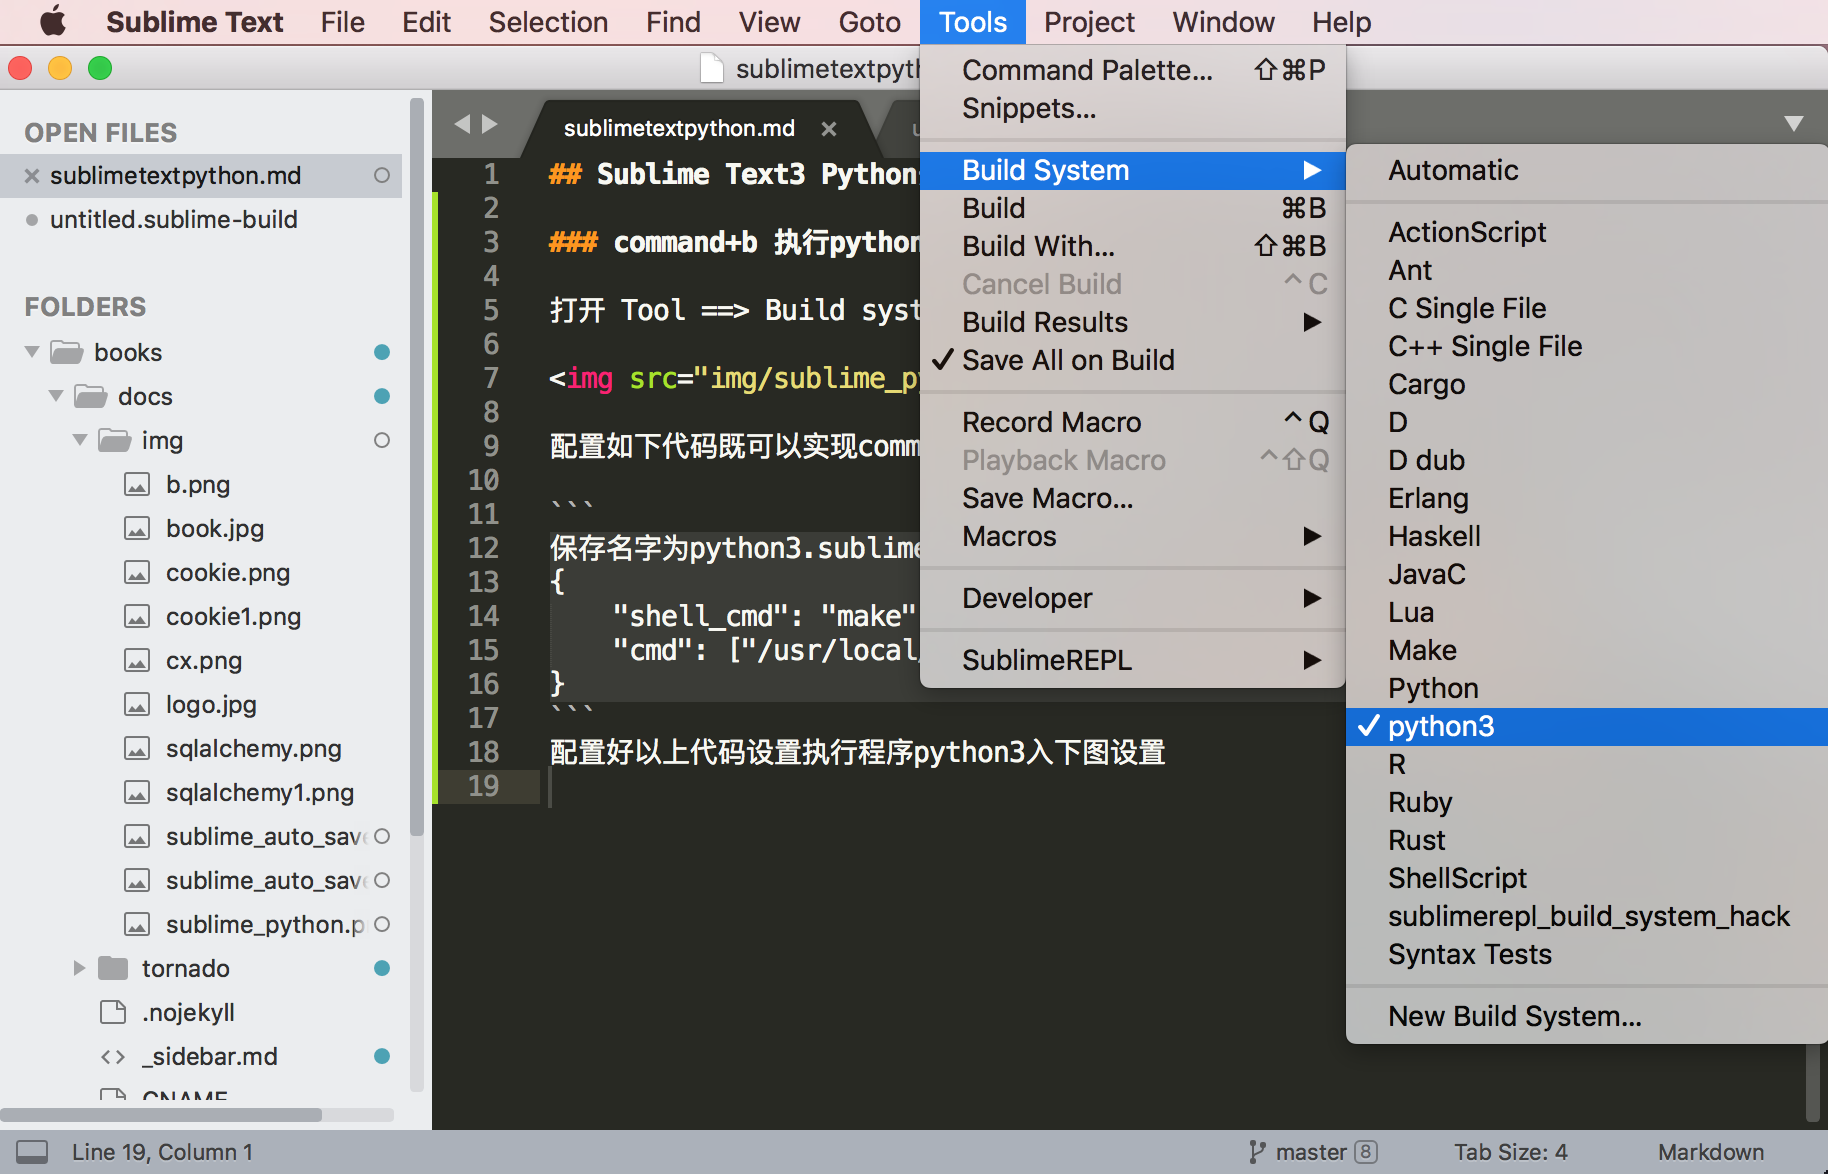 Sublime Text File Edit Selection Find View Goto Tools Project Window Help
sublimetextpyth
OPEN FILES
sublimetextpython.md
untitled.sublime-build
FOLDERS
books
docs
img
b.png
book.jpg
cookie.png
cookie1.png
cx.png
logo.jpg
sqlalchemy.png
sqlalchemy1.png
sublime_auto_save
sublime_auto_save
sublime_python.p
tornado
.nojekyll
_sidebar.md
CNAME
sublimetextpython.md
1 ## Sublime Text3 Python
2
3 ### command+b 执行python
4
5 打开 Tool ==> Build syst
6
7 <img src="img/sublime_py
8
9 配置如下代码既可以实现comm
10
11 ```
12 保存名字为python3.sublime
13 {
14 "shell_cmd": "make"
15 "cmd": ["/usr/local/
16 }
17 ```
18 配置好以上代码设置执行程序python3入下图设置
19
Command Palette... ⇧⌘P
Snippets...
Build System ▶
Build ⌘B
Build With... ⇧⌘B
Cancel Build ^C
Build Results ▶
Save All on Build
Record Macro ^Q
Playback Macro ^⇧Q
Save Macro...
Macros ▶
Developer ▶
SublimeREPL ▶
Automatic
ActionScript
Ant
C Single File
C++ Single File
Cargo
D
D dub
Erlang
Haskell
JavaC
Lua
Make
Python
python3
R
Ruby
Rust
ShellScript
sublimerepl_build_system_hack
Syntax Tests
New Build System...
Line 19, Column 1 master 8 Tab Size: 4 Markdown